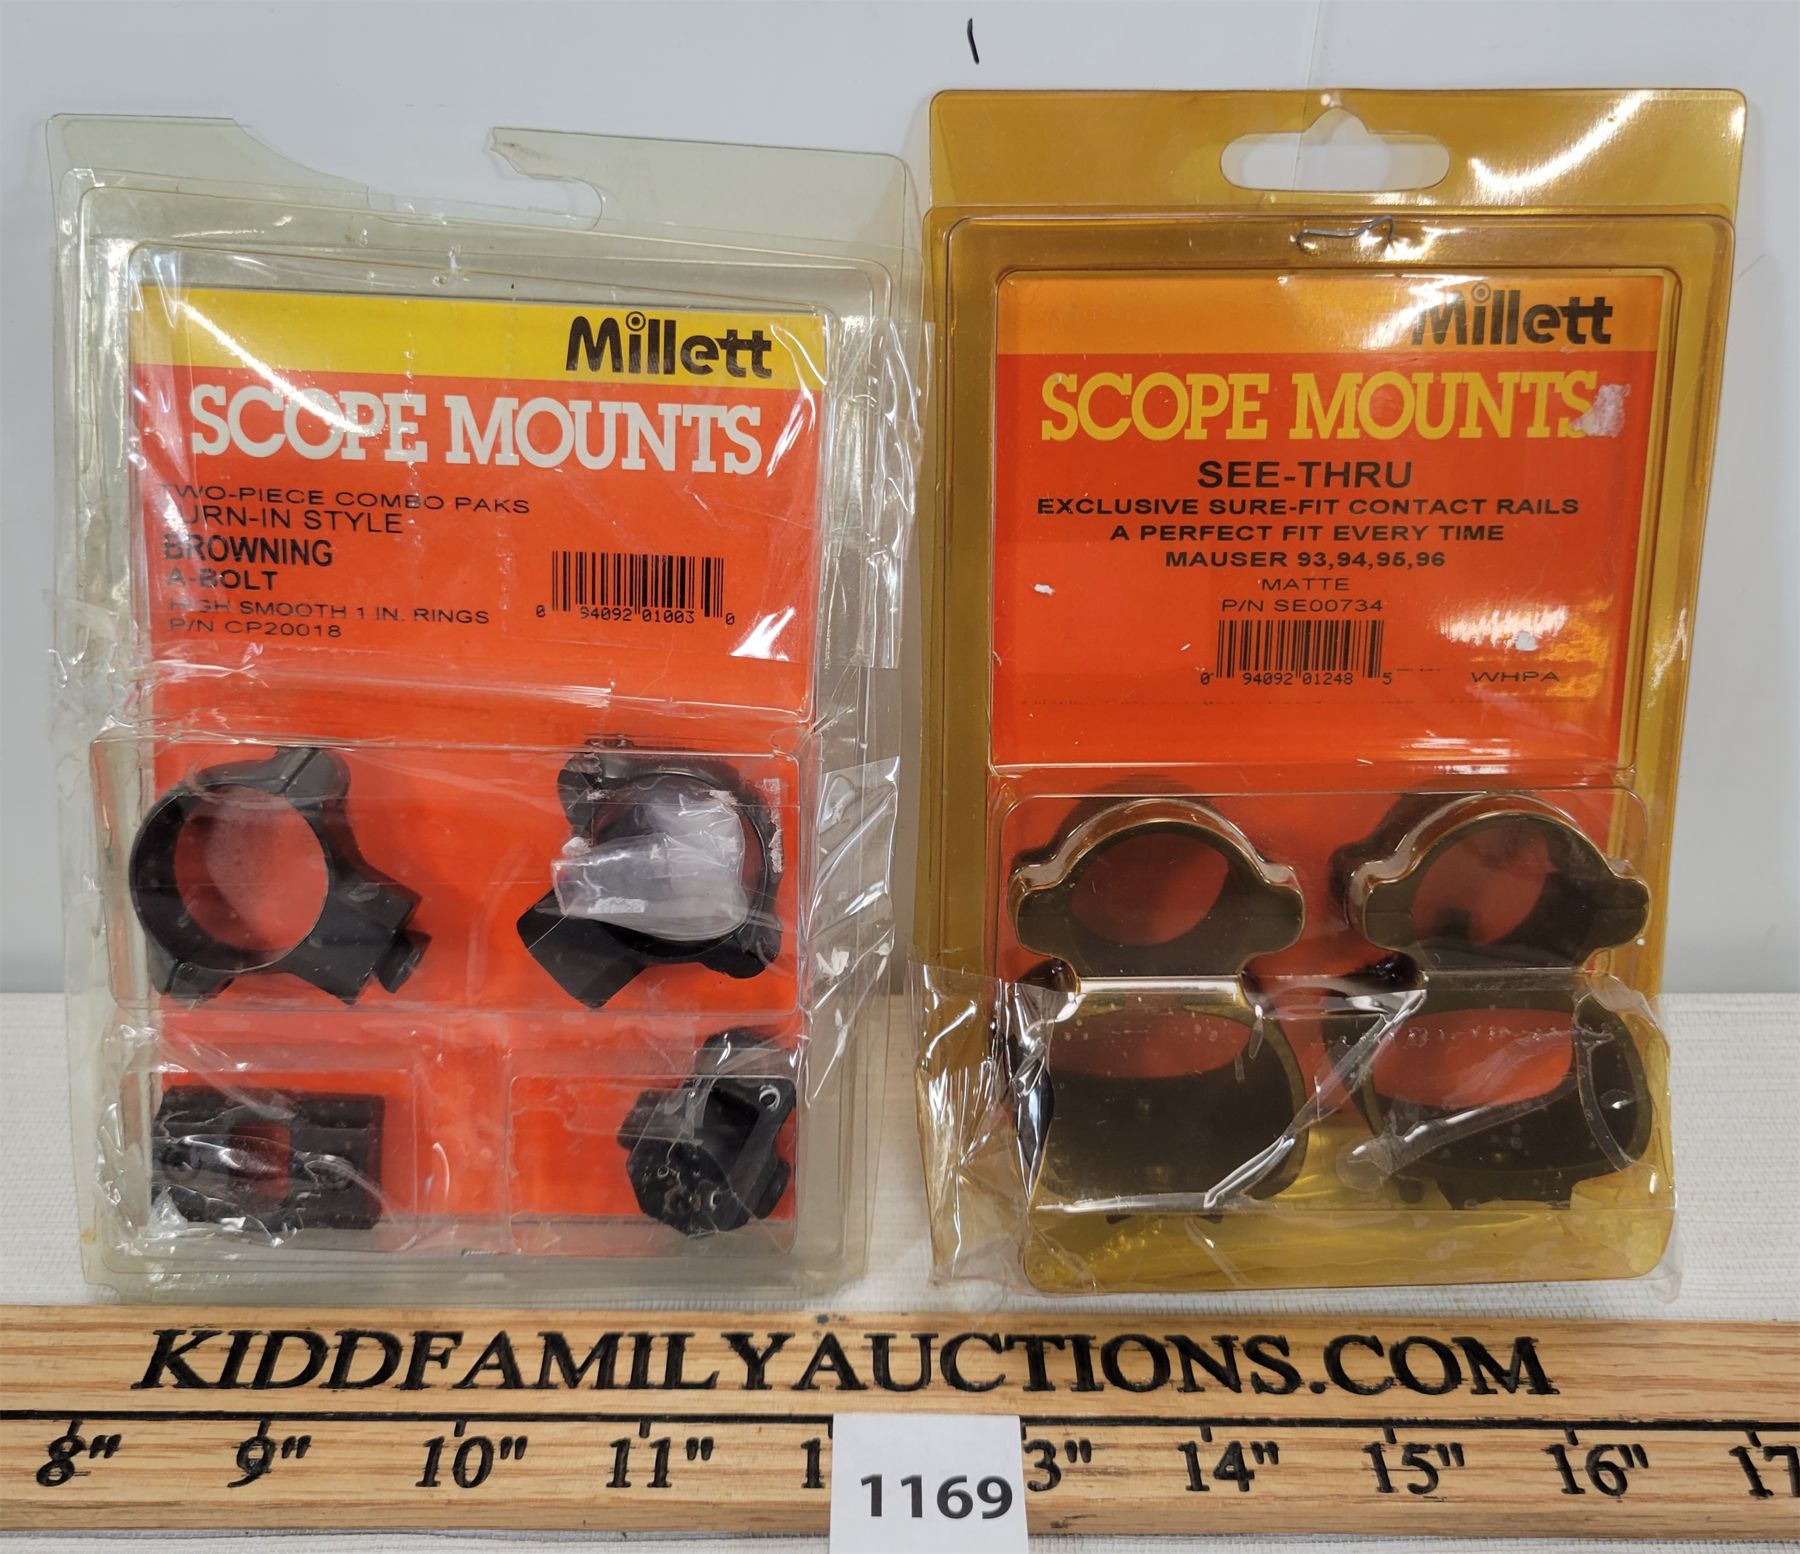 Millett
SCOPE MOUNTS
TWO-PIECE COMBO PAKS
TURN-IN STYLE
BROWNING
A-BOLT
HIGH SMOOTH 1 IN. RINGS
P/N CP20018
0 94092 01003 0
Millett
SCOPE MOUNTS
SEE-THRU
EXCLUSIVE SURE-FIT CONTACT RAILS
A PERFECT FIT EVERY TIME
MAUSER 93,94,95,96
MATTE
P/N SE00734
0 94092 01248 5
WHPA
KIDDFAMILYAUCTIONS.COM
8" 9" 10" 11" 1 3" 14" 15" 16" 17
1169